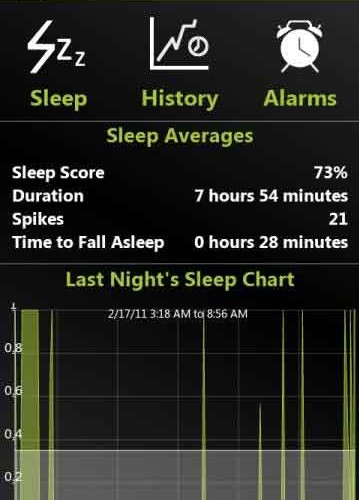 Sleep History Alarms
Sleep Averages
Sleep Score 73%
Duration 7 hours 54 minutes
Spikes 21
Time to Fall Asleep 0 hours 28 minutes
Last Night's Sleep Chart
2/17/11 3:18 AM to 8:56 AM
1
0.8
0.6
0.4
0.2